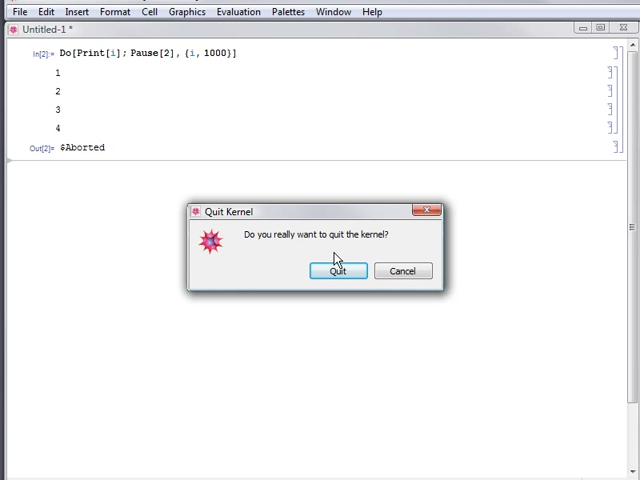 File Edit Insert Format Cell Graphics Evaluation Palettes Window Help
Untitled-1 *
In[2]:= Do[Print[i]; Pause[2], {i, 1000}]
1
2
3
4
Out[2]= $Aborted
Quit Kernel
Do you really want to quit the kernel?
Quit Cancel